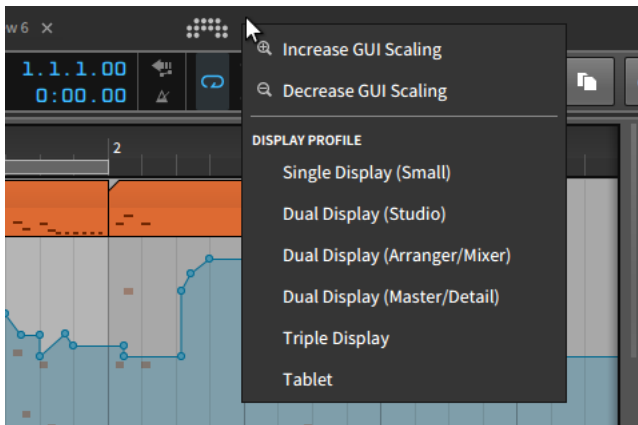 w 6 ×
1.1.1.00
0:00.00
Increase GUI Scaling
Decrease GUI Scaling
DISPLAY PROFILE
2
Single Display (Small)
Dual Display (Studio)
Dual Display (Arranger/Mixer)
Dual Display (Master/Detail)
Triple Display
Tablet